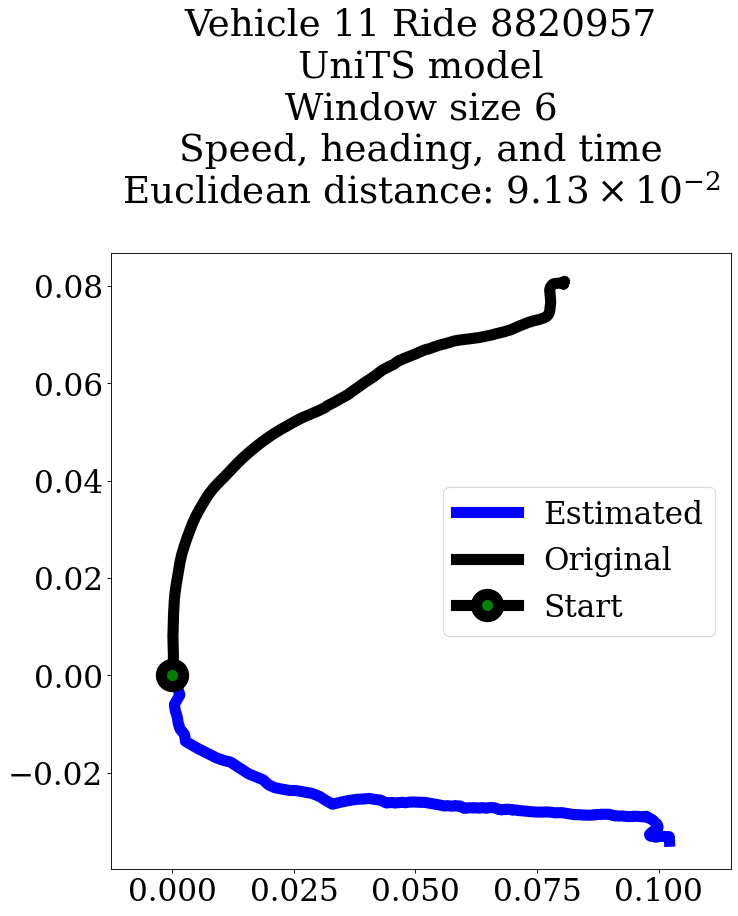 Vehicle 11 Ride 8820957
UniTS model
Window size 6
Speed, heading, and time
Euclidean distance: 9.13 × 10⁻²
0.08
0.06
0.04
Estimated
Original
0.02
Start
0.00
−0.02
0.000 0.025 0.050 0.075 0.100